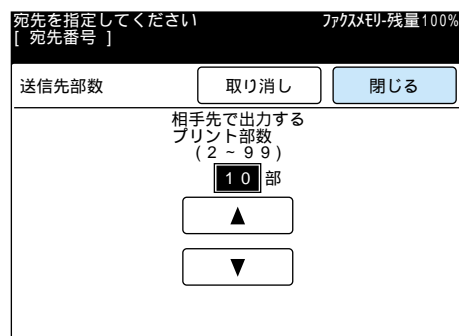 宛先を指定してください ﾌｧｸｽﾒﾓﾘｰ残量100%
[ 宛先番号 ]
送信先部数 取り消し 閉じる
相手先で出力する
プリント部数
(2~99)
10 部
▲
▼